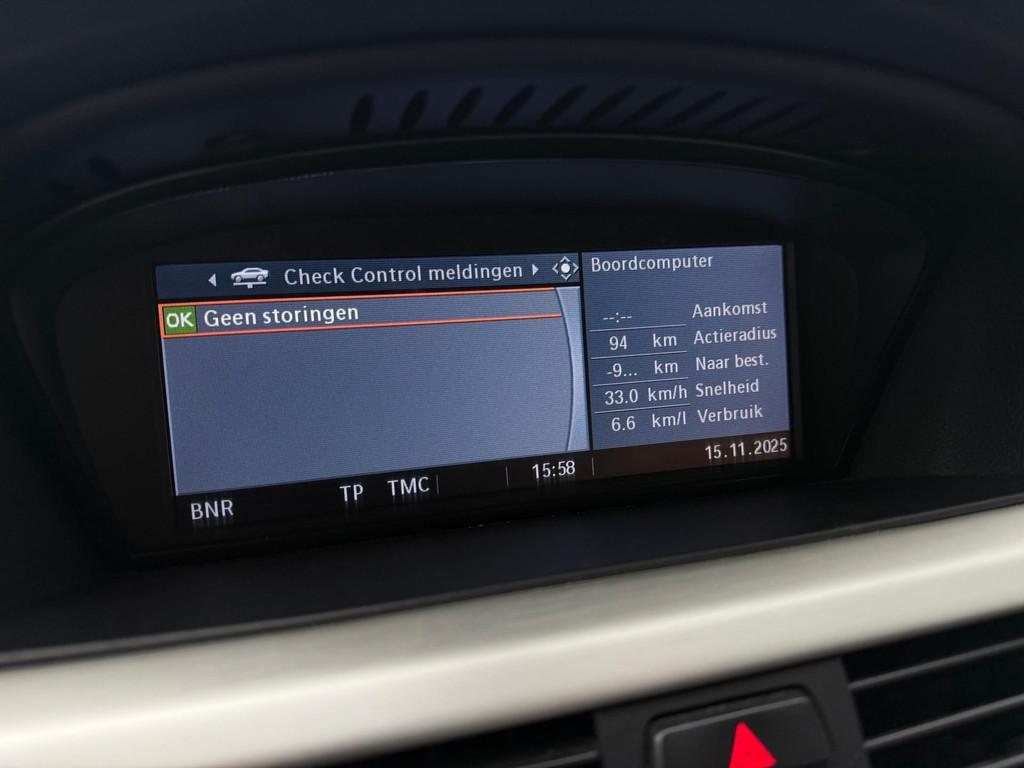 Check Control meldingen
OK Geen storingen
Boordcomputer
--:-- Aankomst
94 km Actieradius
-9... km Naar best.
33.0 km/h Snelheid
6.6 km/l Verbruik
BNR TP TMC 15:58 15.11.2025